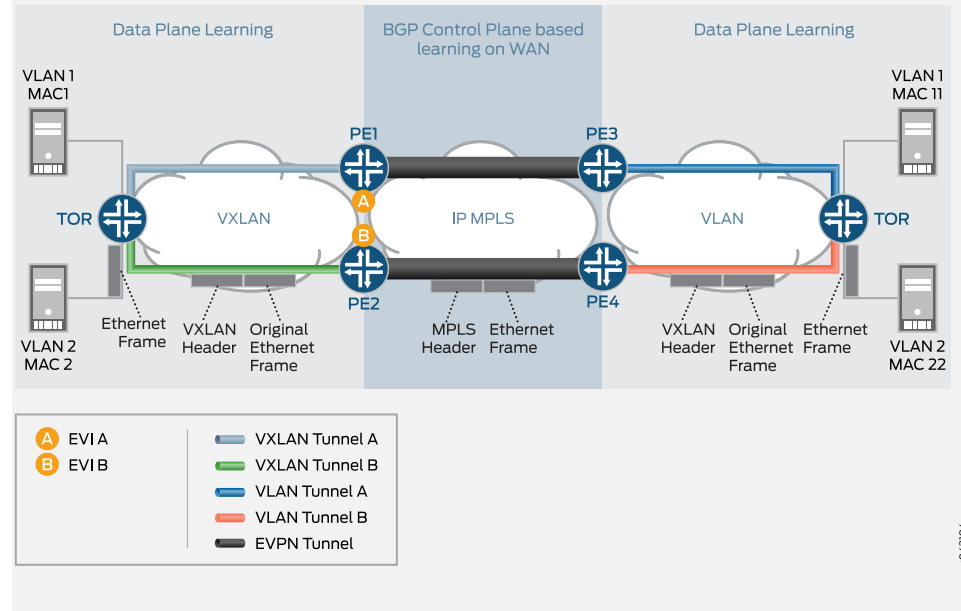 Data Plane Learning
BGP Control Plane based
learning on WAN
Data Plane Learning
VLAN 1
MAC1
VLAN 1
MAC 11
PE1
PE3
A
TOR
VXLAN
IP MPLS
VLAN
TOR
B
PE2
PE4
VLAN 2
MAC 2
Ethernet
Frame
VXLAN
Header
Original
Ethernet
Frame
MPLS
Header
Ethernet
Frame
VXLAN
Header
Original
Ethernet
Frame
Ethernet
Frame
VLAN 2
MAC 22
A EVI A
B EVI B
VXLAN Tunnel A
VXLAN Tunnel B
VLAN Tunnel A
VLAN Tunnel B
EVPN Tunnel